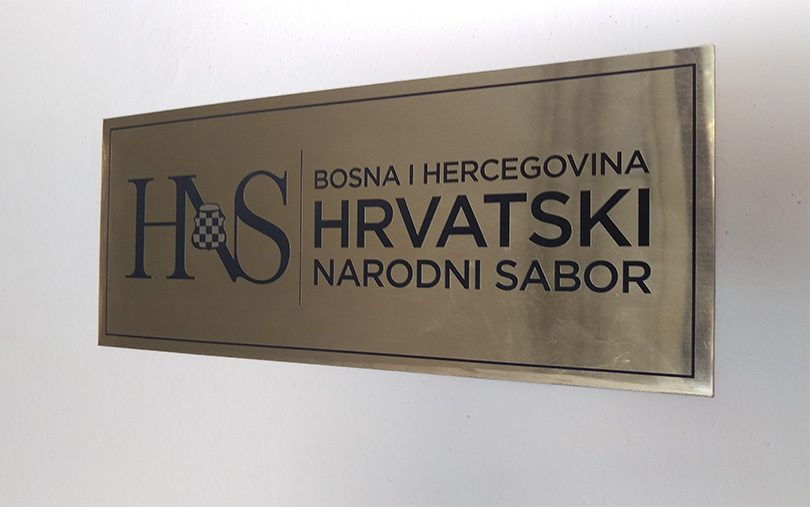 HNS
BOSNA I HERCEGOVINA
HRVATSKI
NARODNI SABOR